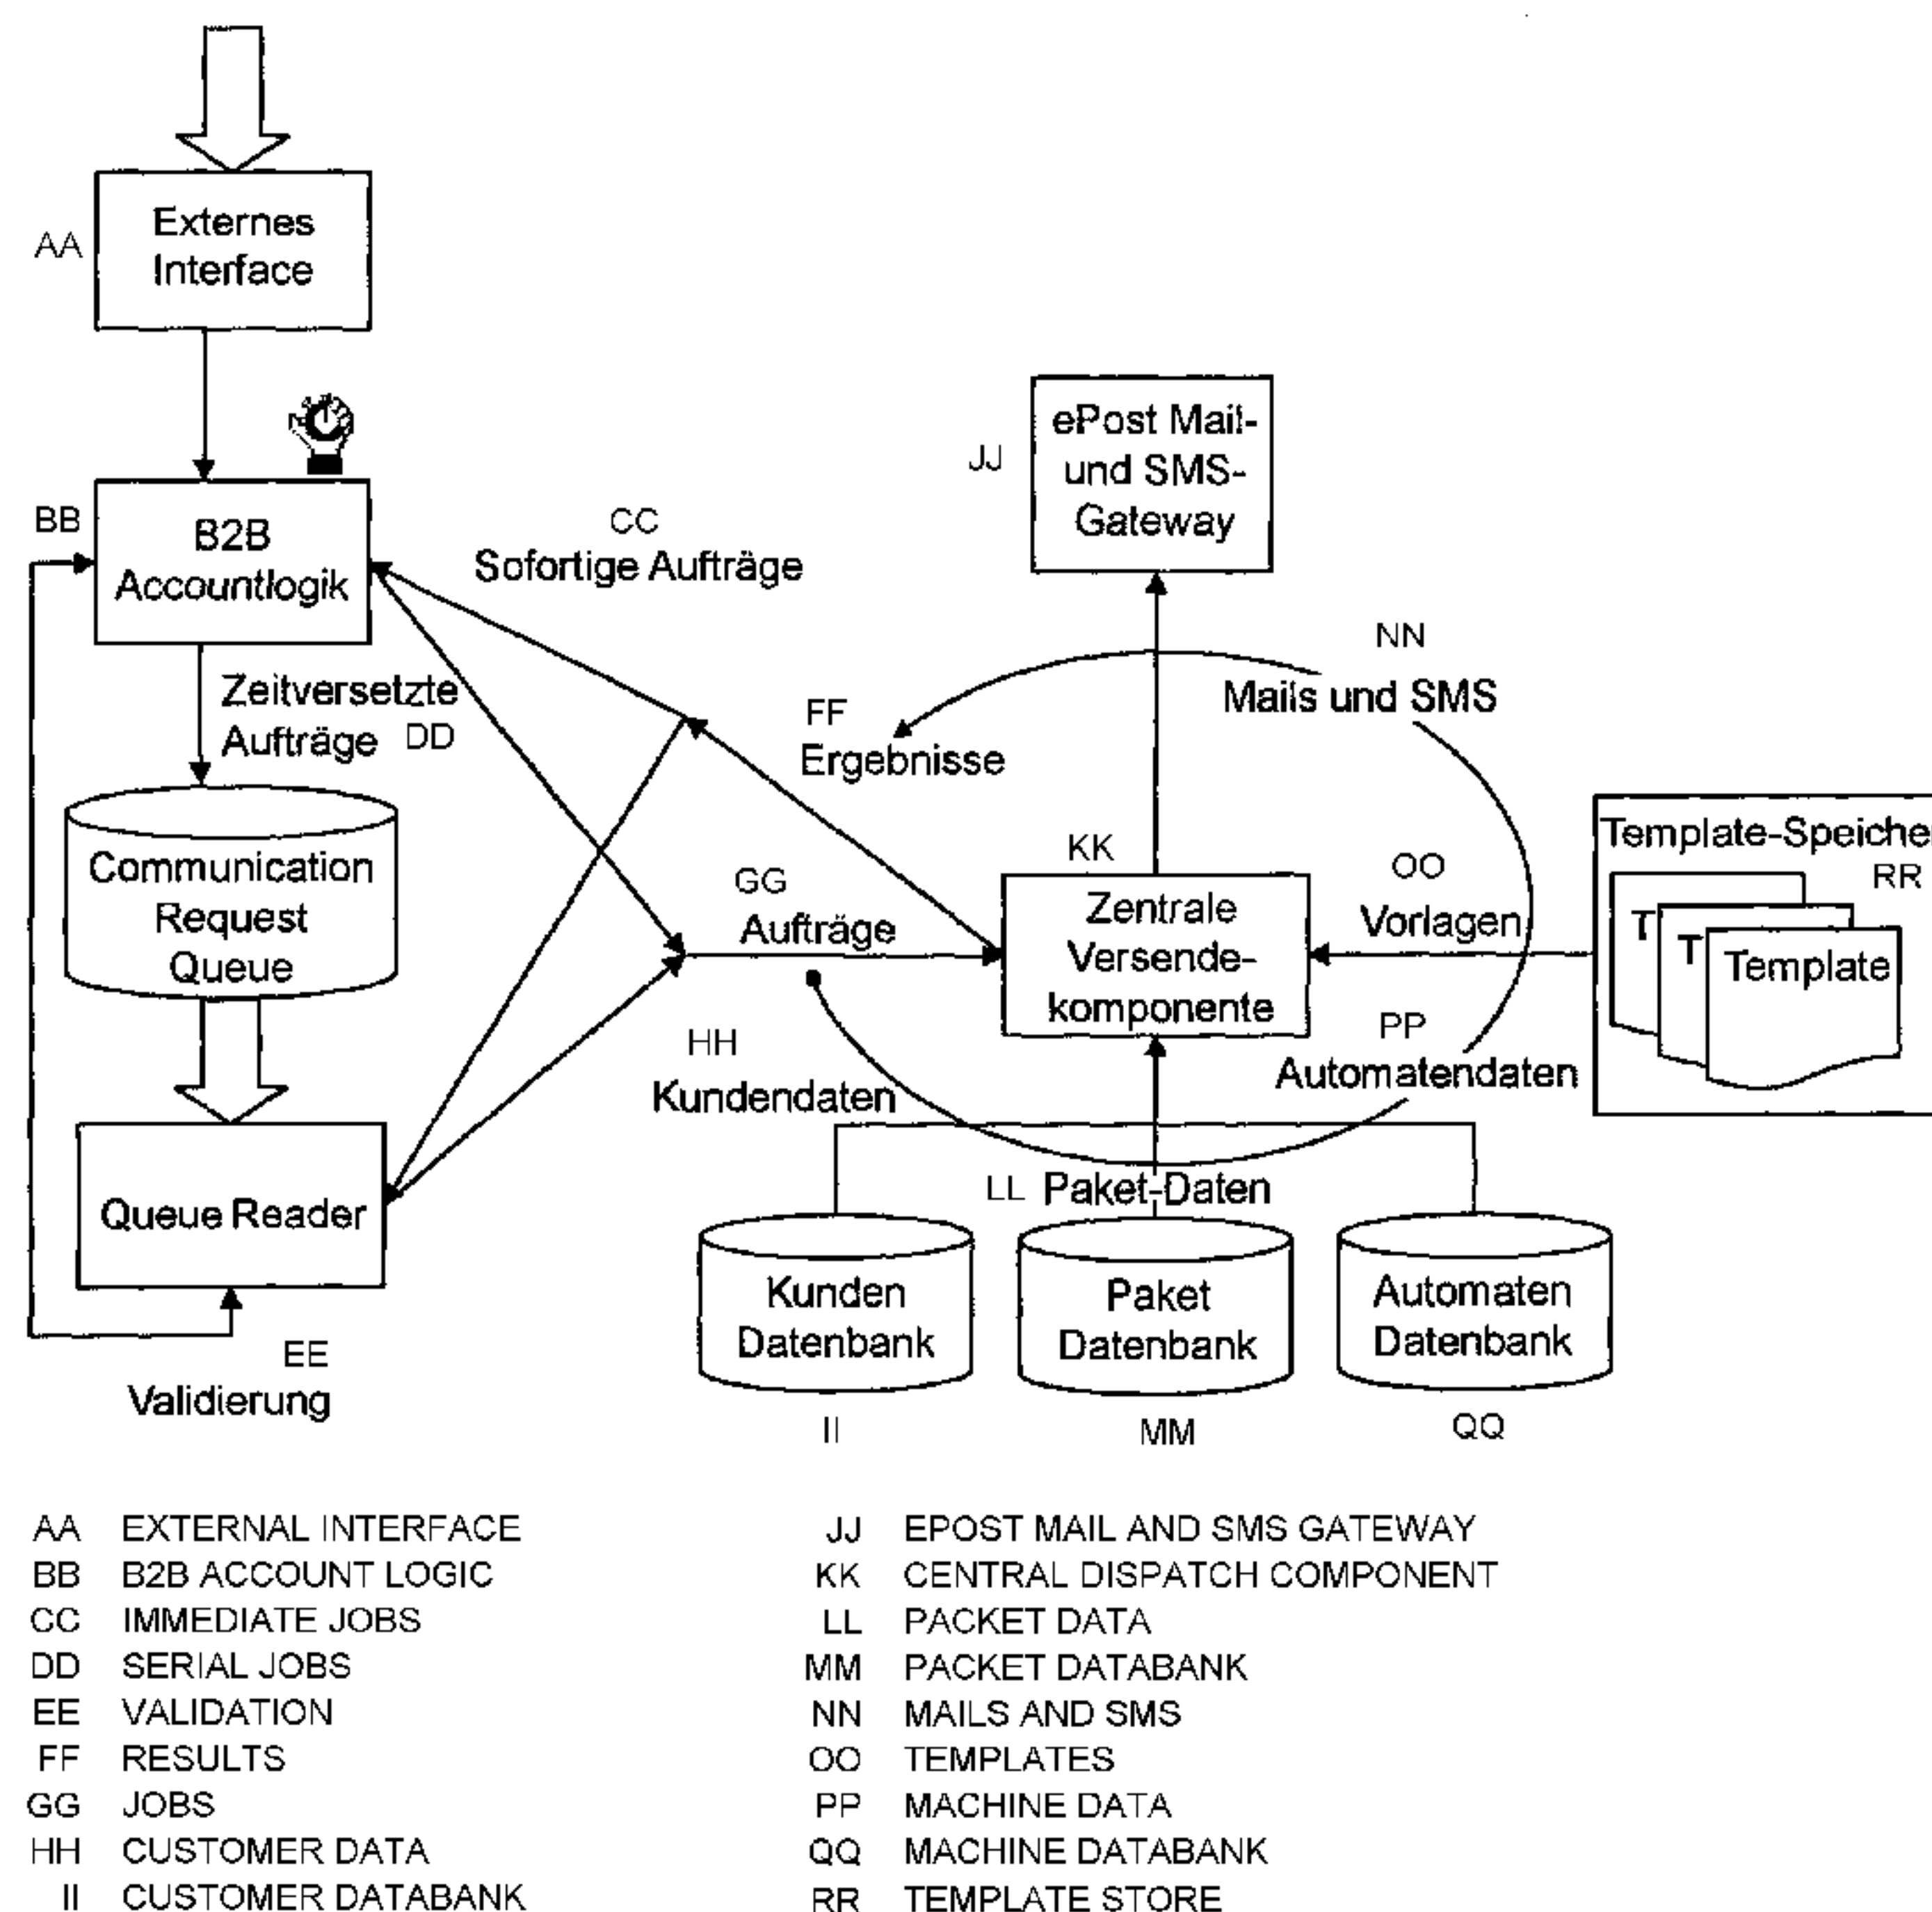 AA
Externes
Interface
BB
B2B
Accountlogik
CC
Sofortige Aufträge
JJ
ePost Mail-
und SMS-
Gateway
Zeitversetzte
Aufträge DD
NN
Mails und SMS
FF
Ergebnisse
Communication
Request
Queue
GG
Aufträge
KK
Zentrale
Versende-
komponente
OO
Vorlagen
Template-Speicher
RR
T
T
Template
HH
Kundendaten
PP
Automatendaten
Queue Reader
LL Paket-Daten
Kunden
Datenbank
Paket
Datenbank
Automaten
Datenbank
EE
Validierung
II
MM
QQ
AA EXTERNAL INTERFACE
BB B2B ACCOUNT LOGIC
CC IMMEDIATE JOBS
DD SERIAL JOBS
EE VALIDATION
FF RESULTS
GG JOBS
HH CUSTOMER DATA
II CUSTOMER DATABANK
JJ EPOST MAIL AND SMS GATEWAY
KK CENTRAL DISPATCH COMPONENT
LL PACKET DATA
MM PACKET DATABANK
NN MAILS AND SMS
OO TEMPLATES
PP MACHINE DATA
QQ MACHINE DATABANK
RR TEMPLATE STORE